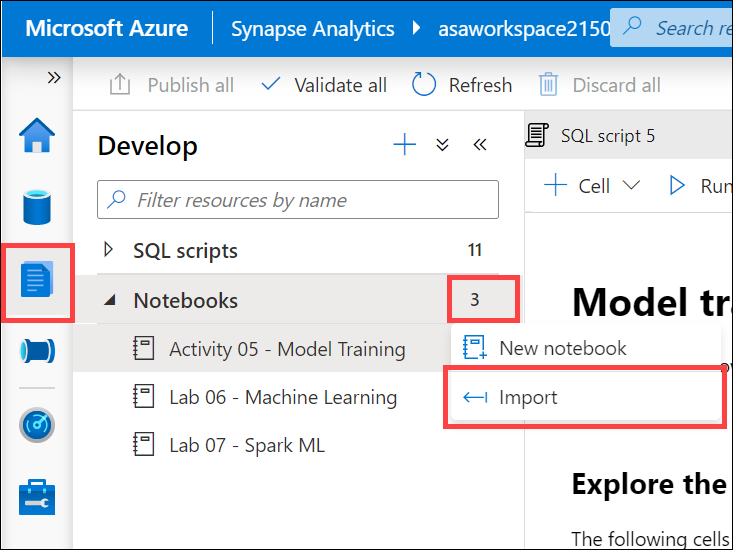 Microsoft Azure Synapse Analytics asaworkspace2150 Search re
Publish all Validate all Refresh Discard all
Develop
SQL script 5
Filter resources by name
Cell Run
SQL scripts 11
Notebooks 3
Model tra
Activity 05 - Model Training
New notebook
Lab 06 - Machine Learning
Import
Lab 07 - Spark ML
Explore the
The following cells